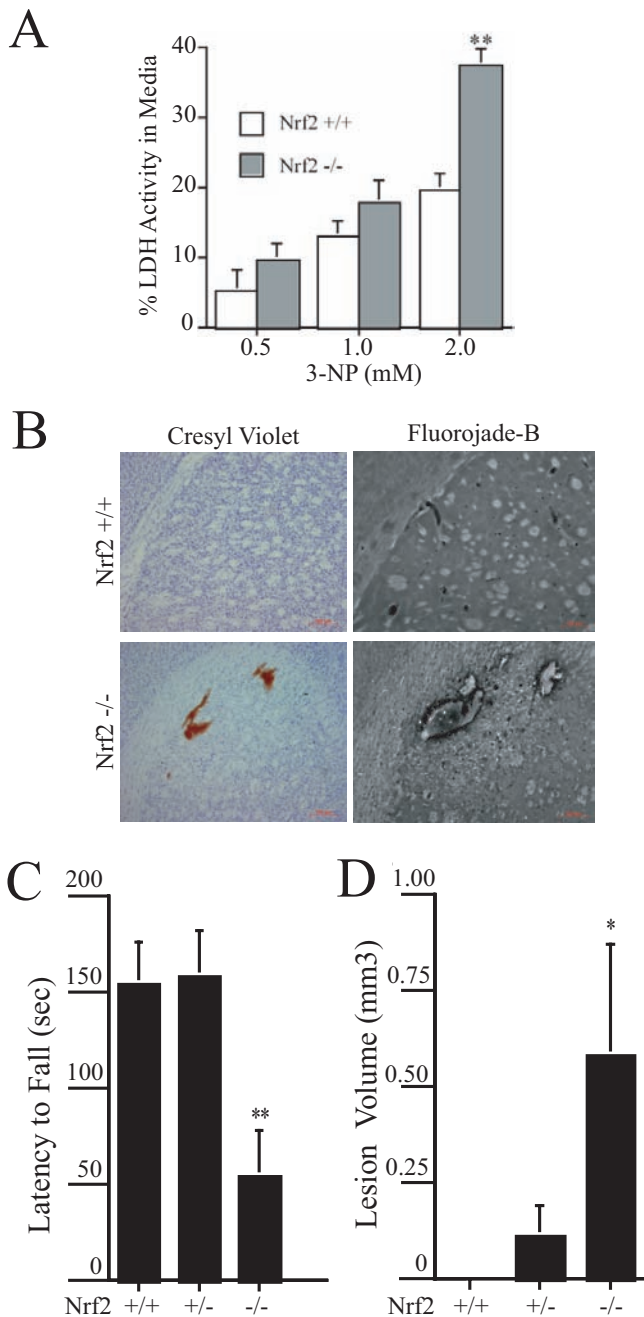 A
% LDH Activity in Media
40
**
Nrf2 +/+
Nrf2 -/-
20
10
0
0.5
1.0
2.0
3-NP (mM)
B
Cresyl Violet
Fluorojade-B
Nrf2 +/+
Nrf2 -/-
C
Latency to Fall (sec)
200
150
100
50
0
**
Nrf2
+/+
+/-
-/-
D
Lesion Volume (mm3)
1.00
0.75
0.50
0.25
0
*
Nrf2
+/+
+/-
-/-